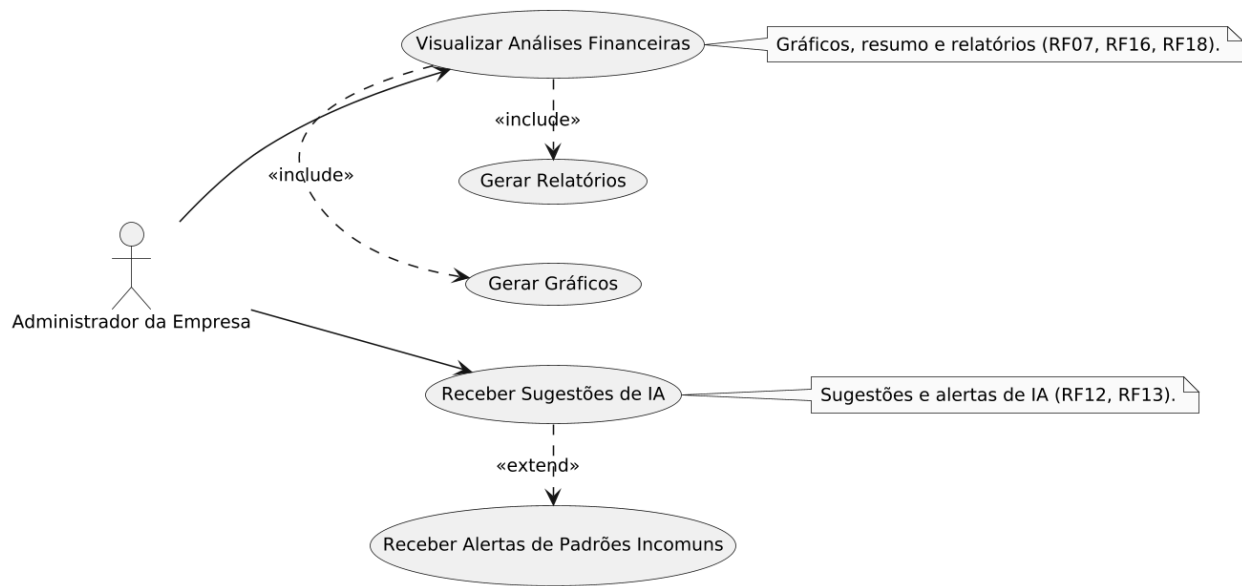 Visualizar Análises Financeiras
Gráficos, resumo e relatórios (RF07, RF16, RF18).
«include»
«include»
Gerar Relatórios
Gerar Gráficos
Administrador da Empresa
Receber Sugestões de IA
Sugestões e alertas de IA (RF12, RF13).
«extend»
Receber Alertas de Padrões Incomuns